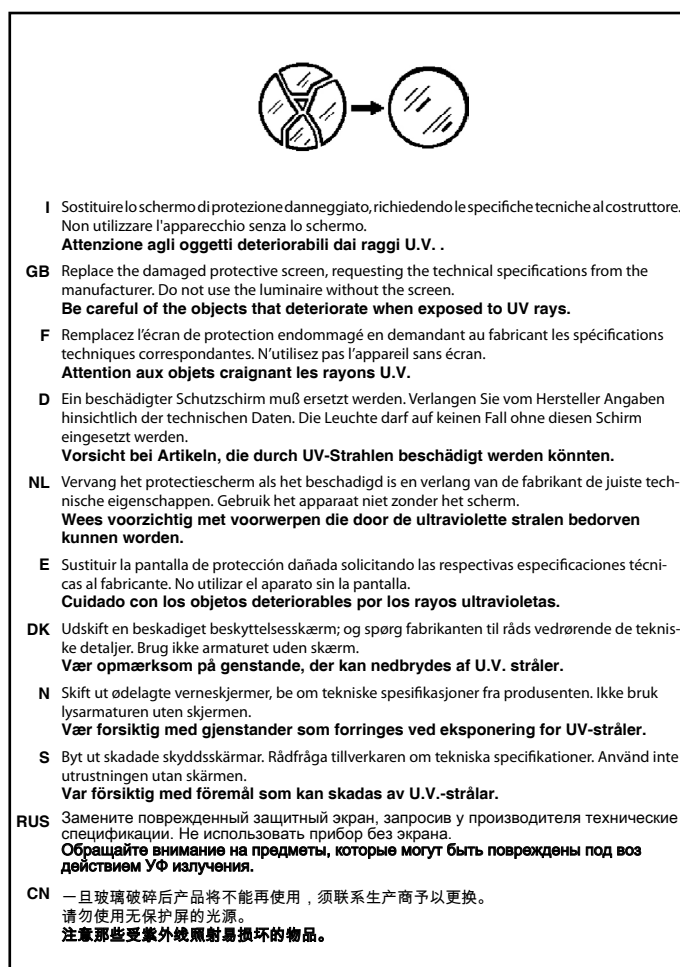 I Sostituire lo schermo di protezione danneggiato, richiedendo le specifiche tecniche al costruttore.
Non utilizzare l'apparecchio senza lo schermo.
Attenzione agli oggetti deteriorabili dai raggi U.V. .
GB Replace the damaged protective screen, requesting the technical specifications from the
manufacturer. Do not use the luminaire without the screen.
Be careful of the objects that deteriorate when exposed to UV rays.
F Remplacez l’écran de protection endommagé en demandant au fabricant les spécifications
techniques correspondantes. N’utilisez pas l’appareil sans écran.
Attention aux objets craignant les rayons U.V.
D Ein beschädigter Schutzschirm muß ersetzt werden. Verlangen Sie vom Hersteller Angaben
hinsichtlich der technischen Daten. Die Leuchte darf auf keinen Fall ohne diesen Schirm
eingesetzt werden.
Vorsicht bei Artikeln, die durch UV-Strahlen beschädigt werden könnten.
NL Vervang het protectiescherm als het beschadigd is en verlang van de fabrikant de juiste tech-
nische eigenschappen. Gebruik het apparaat niet zonder het scherm.
Wees voorzichtig met voorwerpen die door de ultraviolette stralen bedorven
kunnen worden.
E Sustituir la pantalla de protección dañada solicitando las respectivas especificaciones técni-
cas al fabricante. No utilizar el aparato sin la pantalla.
Cuidado con los objetos deteriorables por los rayos ultravioletas.
DK Udskift en beskadiget beskyttelsesskærm; og spørg fabrikanten til råds vedrørende de teknis-
ke detaljer. Brug ikke armaturet uden skærm.
Vær opmærksom på genstande, der kan nedbrydes af U.V. stråler.
N Skift ut ødelagte verneskjermer, be om tekniske spesifikasjoner fra produsenten. Ikke bruk
lysarmaturen uten skjermen.
Vær forsiktig med gjenstander som forringes ved eksponering for UV-stråler.
S Byt ut skadade skyddsskärmar. Rådfråga tillverkaren om tekniska specifikationer. Använd inte
utrustningen utan skärmen.
Var försiktig med föremål som kan skadas av U.V.-strålar.
RUS Замените поврежденный защитный экран, запросив у производителя технические
спецификации. Не использовать прибор без экрана.
Обращайте внимание на предметы, которые могут быть повреждены под воз
действием УФ излучения.
CN 一旦玻璃破碎后产品将不能再使用，须联系生产商予以更换。
请勿使用无保护屏的光源。
注意那些受紫外线照射易损坏的物品。